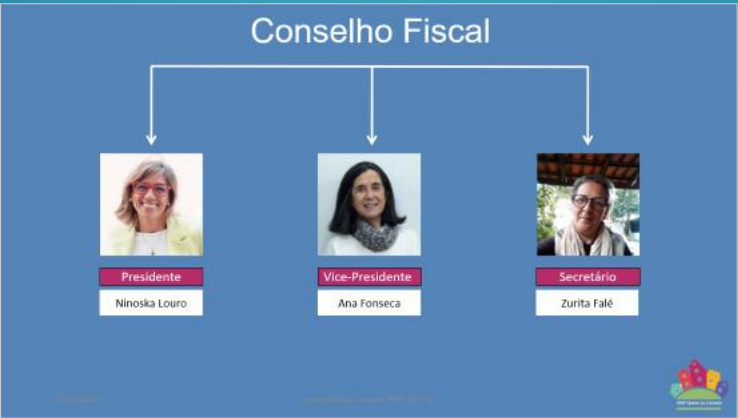 Conselho Fiscal
Presidente
Vice-Presidente
Secretário
Ninoska Louro
Ana Fonseca
Zurita Falé